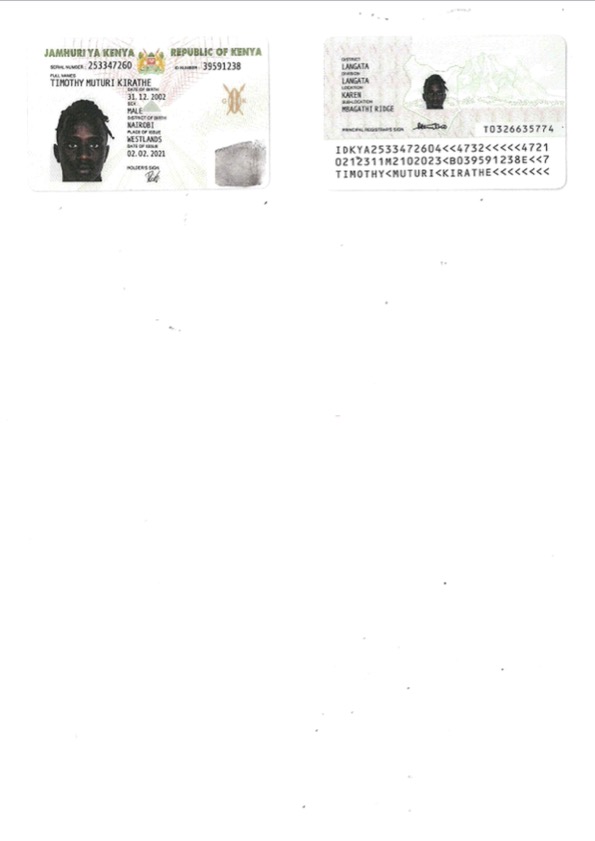 JAMHURI YA KENYA REPUBLIC OF KENYA
SERIAL NUMBER: 253347260 ID NUMBER: 39591238
FULL NAMES
TIMOTHY MUTURI KIRATHE
DATE OF BIRTH
31.12.2002
SEX
MALE
DISTRICT OF BIRTH
NAIROBI
PLACE OF ISSUE
WESTLANDS
DATE OF ISSUE
02.02.2021
HOLDER'S SIGN.
DISTRICT
LANGATA
DIVISION
LANGATA
LOCATION
KAREN
SUB-LOCATION
MBAGATHI RIDGE
PRINCIPAL REGISTRAR'S SIGN.
T0326635774
IDKYA2533472604<<4732<<<<<4721
0212311M2102023<B039591238E<<7
TIMOTHY<MUTURI<KIRATHE<<<<<<<<